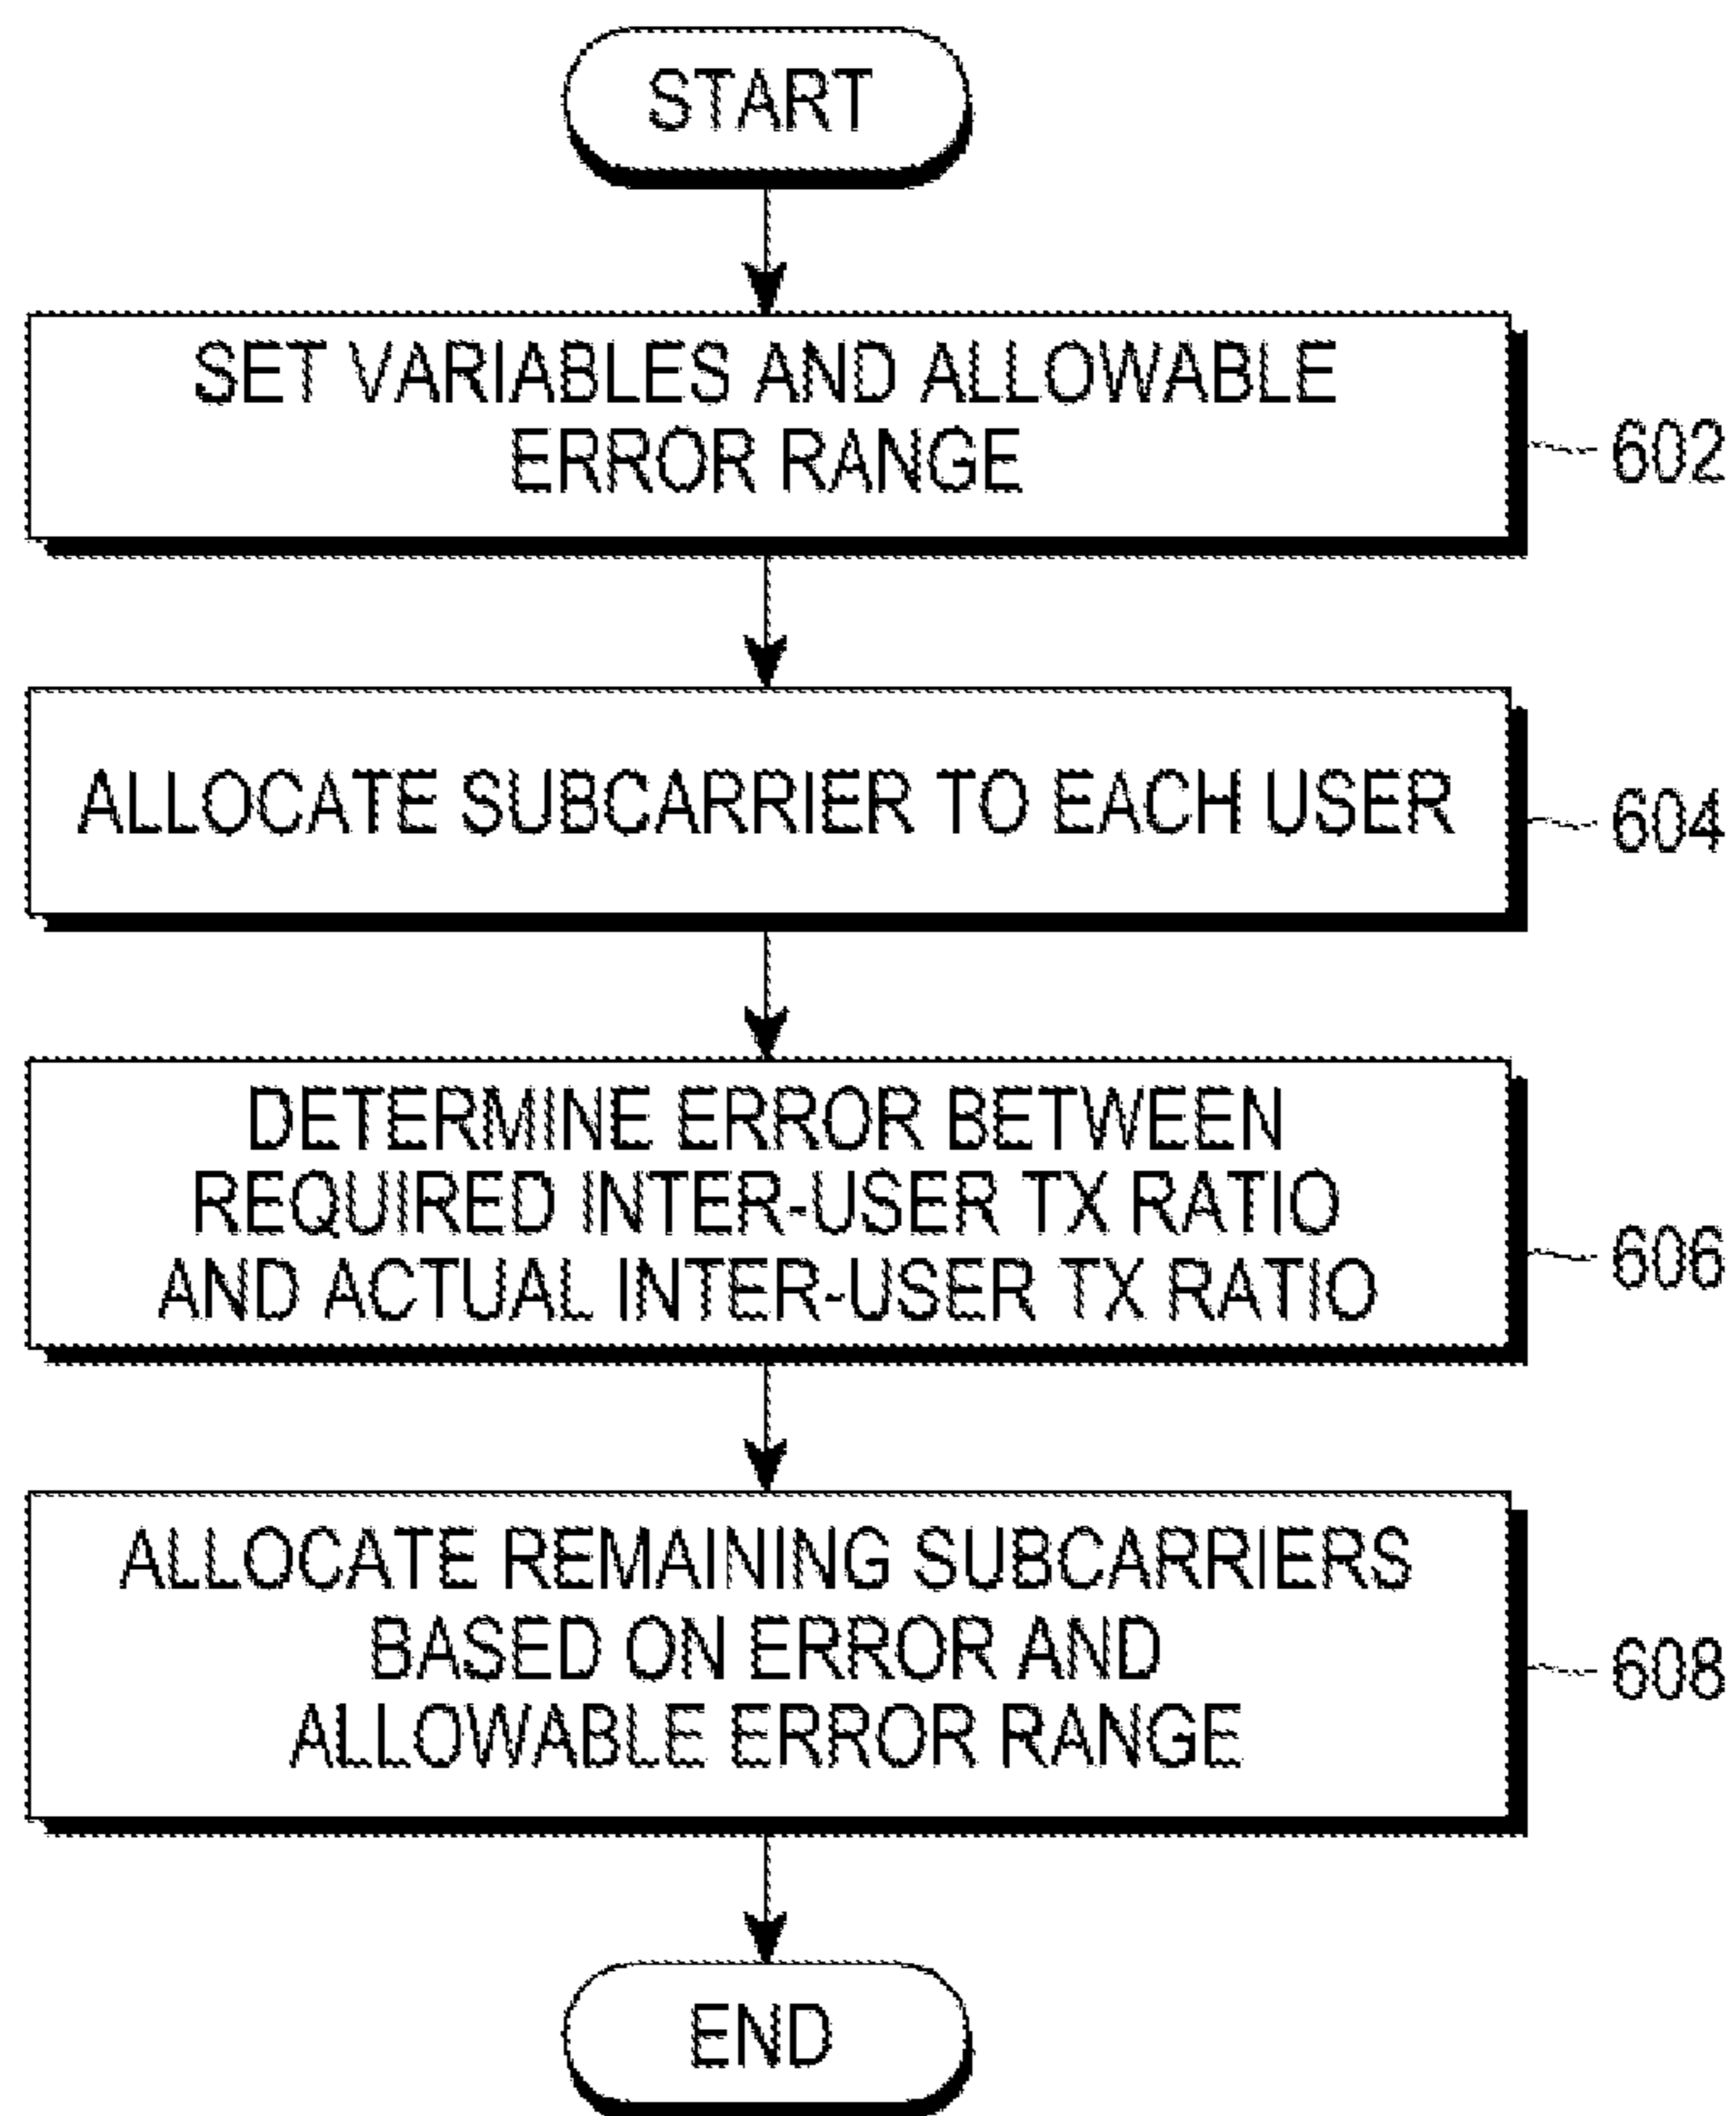 START
SET VARIABLES AND ALLOWABLE
ERROR RANGE
602
ALLOCATE SUBCARRIER TO EACH USER
604
DETERMINE ERROR BETWEEN
REQUIRED INTER-USER TX RATIO
AND ACTUAL INTER-USER TX RATIO
606
ALLOCATE REMAINING SUBCARRIERS
BASED ON ERROR AND
ALLOWABLE ERROR RANGE
608
END